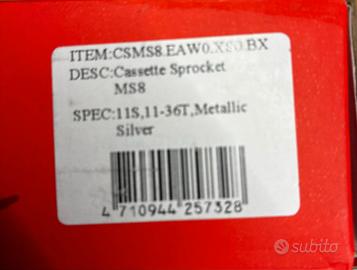 ITEM:CSMS8.EAW0.XS0.BX
DESC:Cassette Sprocket
MS8
SPEC:11S,11-36T,Metallic
Silver
4 710944 257328
subito